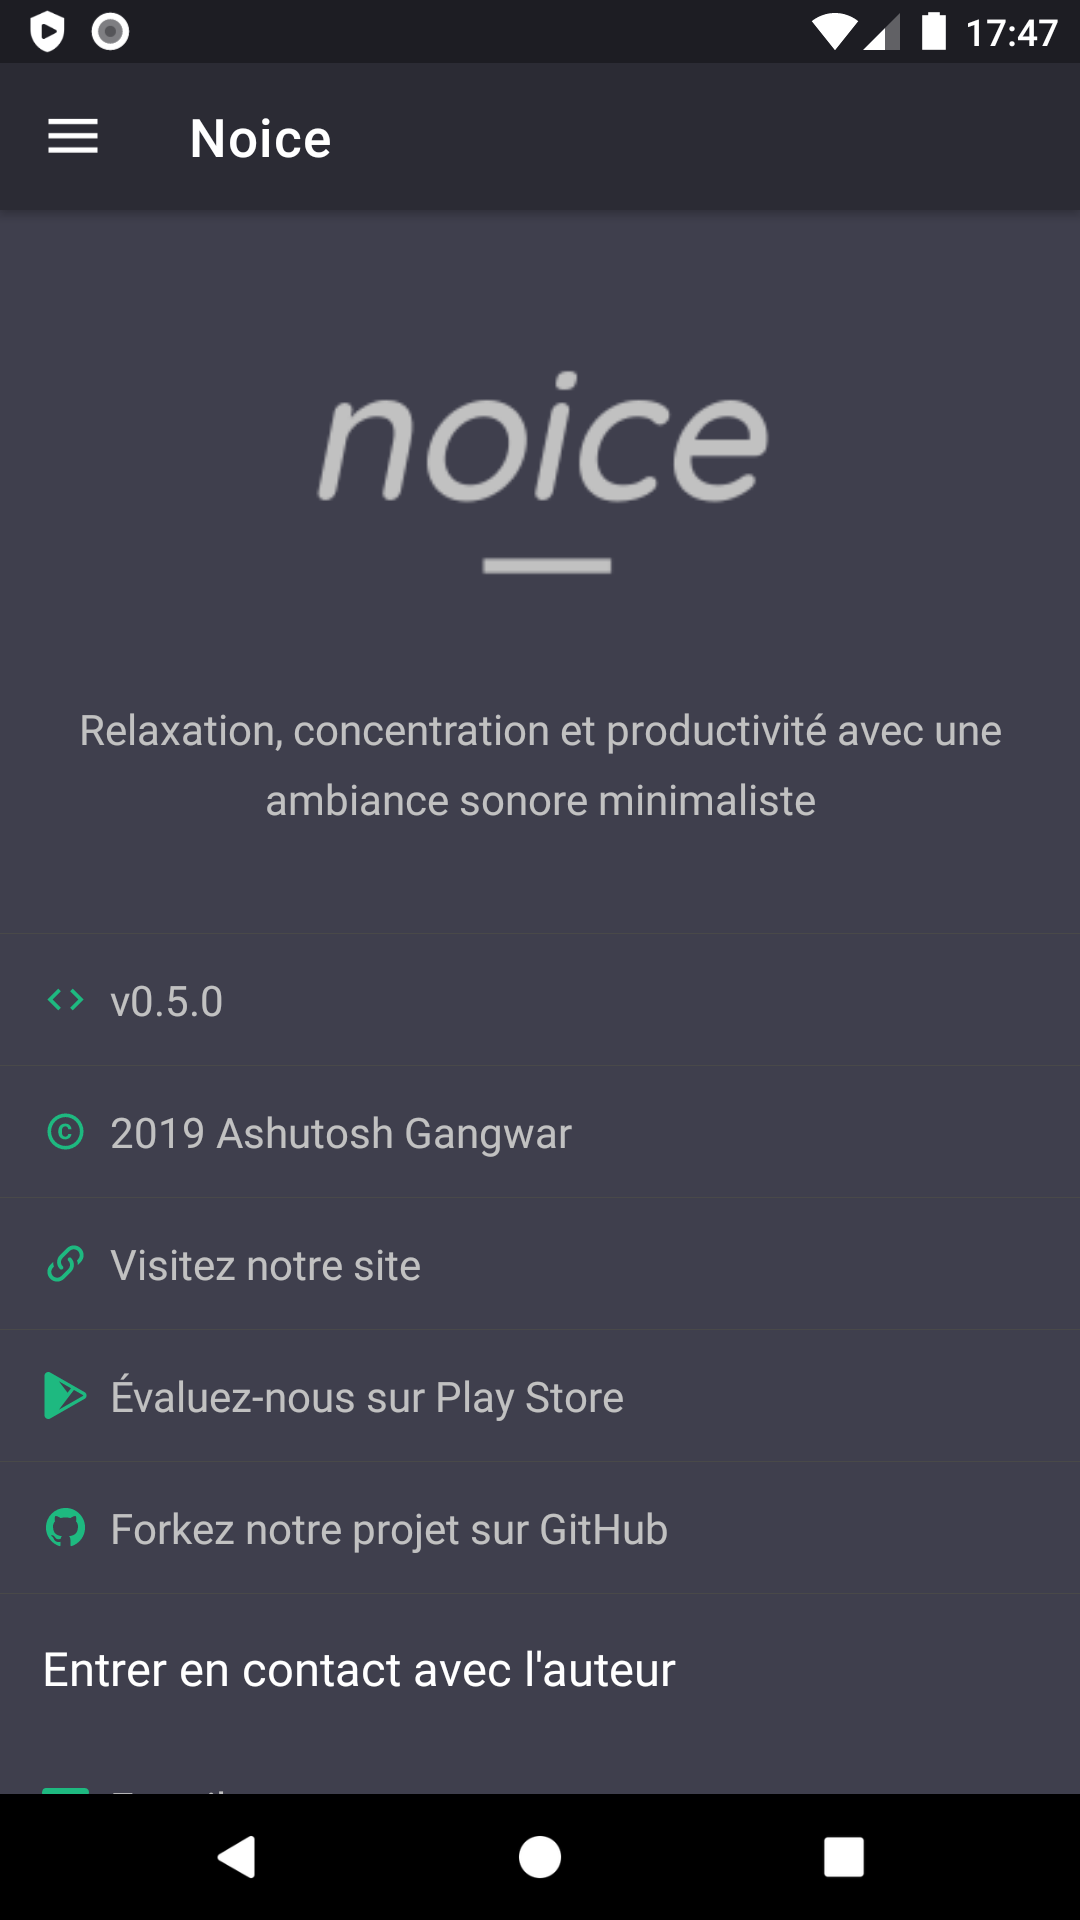 17:47
Noice
noice
Relaxation, concentration et productivité avec une
ambiance sonore minimaliste
v0.5.0
2019 Ashutosh Gangwar
Visitez notre site
Évaluez-nous sur Play Store
Forkez notre projet sur GitHub
Entrer en contact avec l'auteur